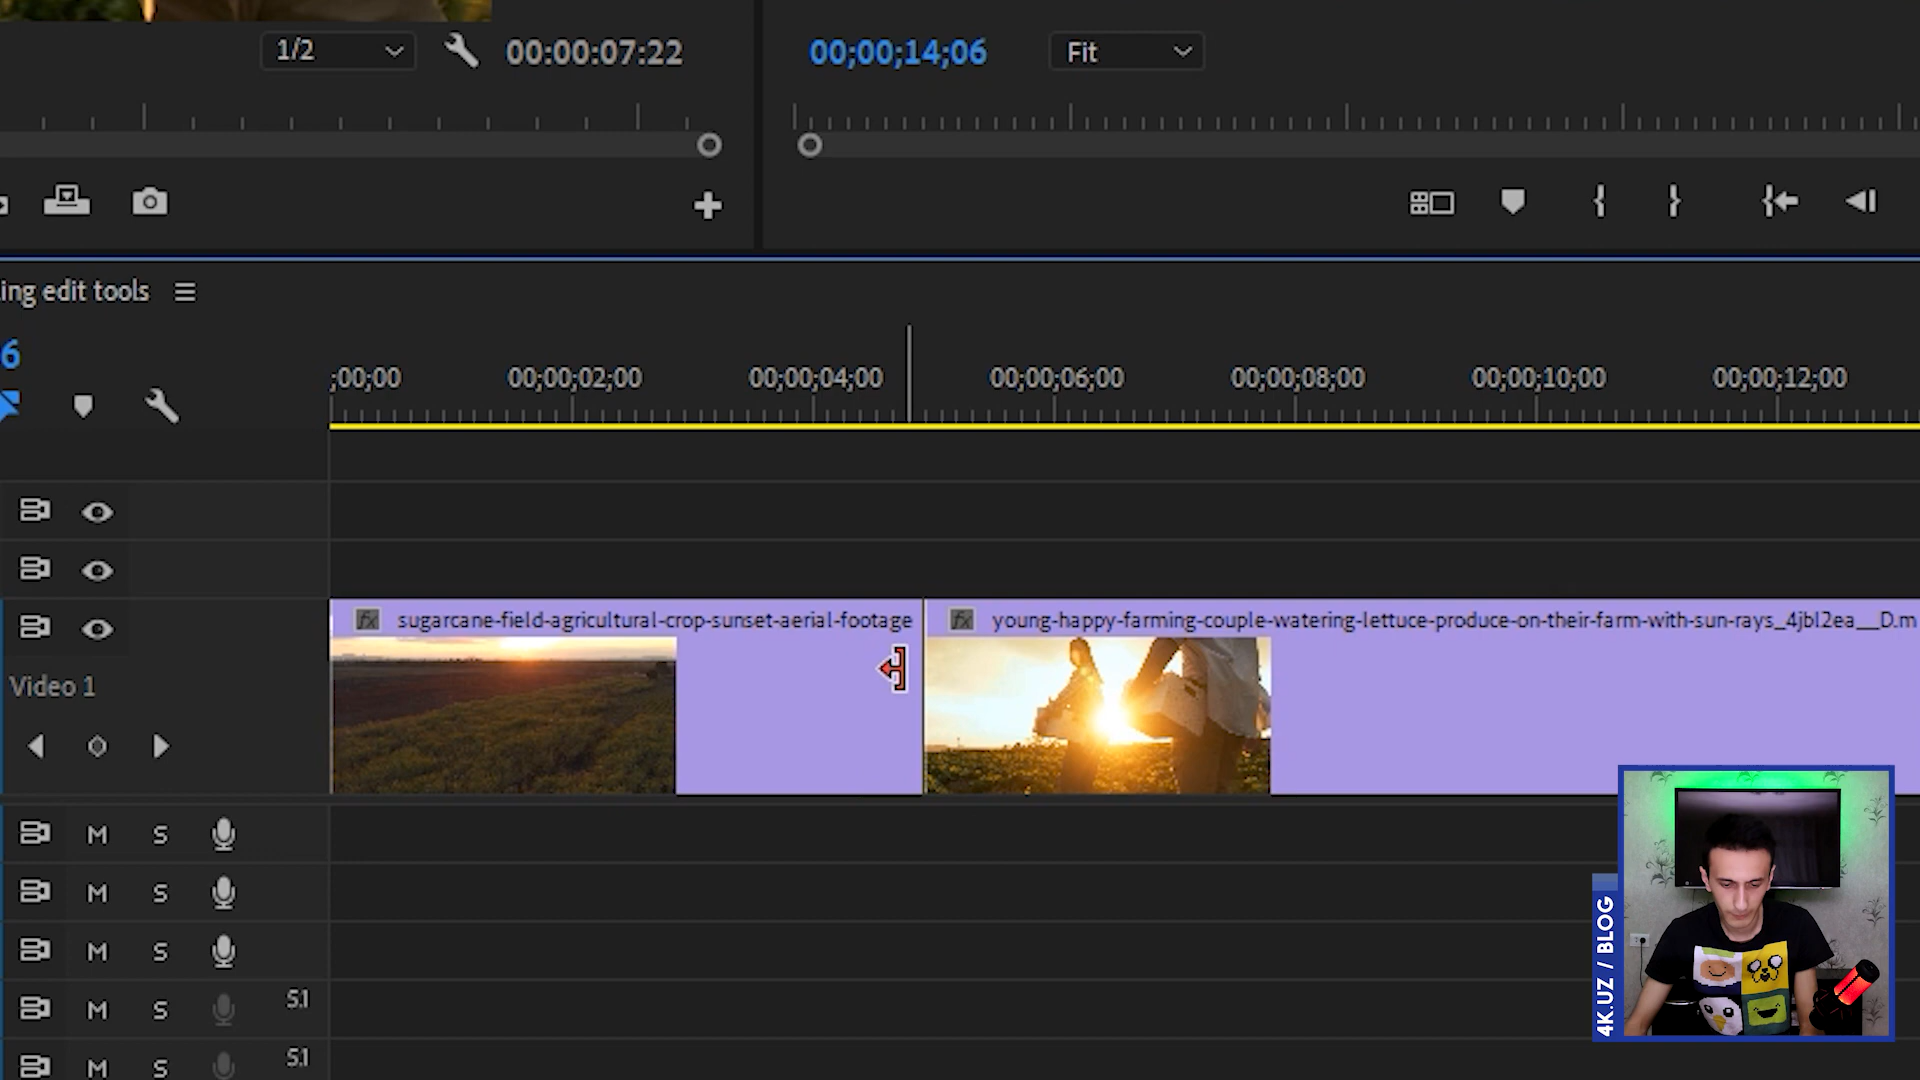 1/2
00:00:07:22
00;00;14;06
Fit
ing edit tools
6
;00;00
00;00;02;00
00;00;04;00
00;00;06;00
00;00;08;00
00;00;10;00
00;00;12;00
fx sugarcane-field-agricultural-crop-sunset-aerial-footage
fx young-happy-farming-couple-watering-lettuce-produce-on-their-farm-with-sun-rays_4jbl2ea__D.m
Video 1
M S
M S
M S
M S 5.1
M S 5.1
4K.UZ / BLOG